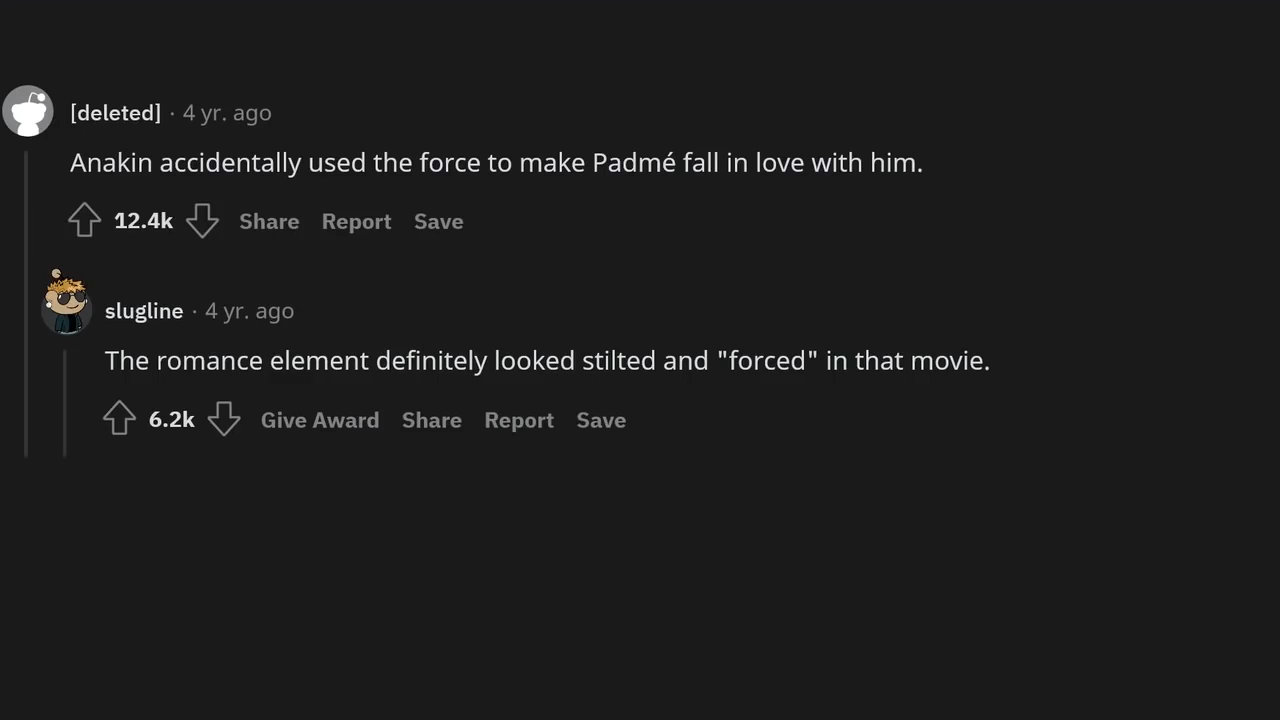 [deleted] · 4 yr. ago
Anakin accidentally used the force to make Padmé fall in love with him.
12.4k Share Report Save
slugline · 4 yr. ago
The romance element definitely looked stilted and "forced" in that movie.
6.2k Give Award Share Report Save